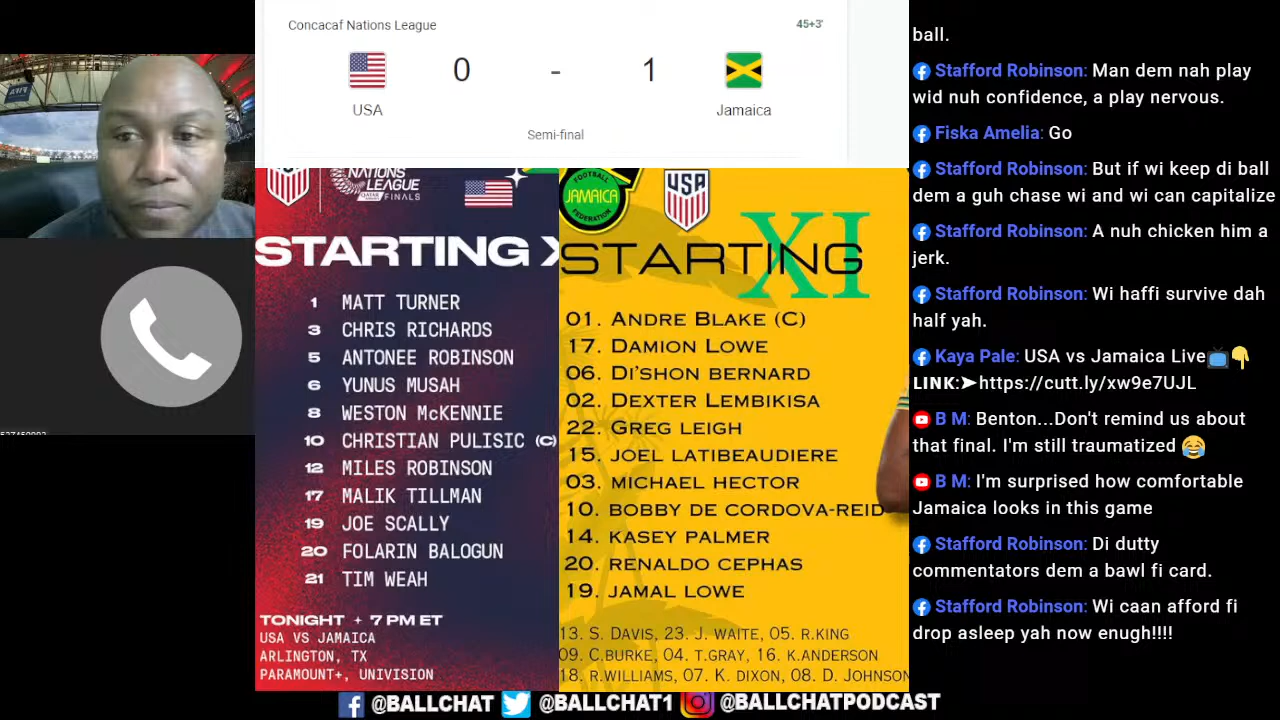 Concacaf Nations League
45+3'
0 - 1
USA
Jamaica
Semi-final
FIFA
NATIONS
LEAGUE
FINALS
STARTING X
1 MATT TURNER
3 CHRIS RICHARDS
5 ANTONEE ROBINSON
6 YUNUS MUSAH
8 WESTON McKENNIE
10 CHRISTIAN PULISIC (C)
12 MILES ROBINSON
17 MALIK TILLMAN
19 JOE SCALLY
20 FOLARIN BALOGUN
21 TIM WEAH
TONIGHT + 7 PM ET
USA VS JAMAICA
ARLINGTON, TX
PARAMOUNT+, UNIVISION
FOOTBALL
JAMAICA
FEDERATION
USA
STARTING XI
01. ANDRE BLAKE (C)
17. DAMION LOWE
06. DI'SHON BERNARD
02. DEXTER LEMBIKISA
22. GREG LEIGH
15. JOEL LATIBEAUDIERE
03. MICHAEL HECTOR
10. BOBBY DE CORDOVA-REID
14. KASEY PALMER
20. RENALDO CEPHAS
19. JAMAL LOWE
13. S. DAVIS, 23. J. WAITE, 05. R.KING
09. C.BURKE, 04. T.GRAY, 16. K.ANDERSON
18. R.WILLIAMS, 07. K. DIXON, 08. D. JOHNSON
ball.
Stafford Robinson: Man dem nah play
wid nuh confidence, a play nervous.
Fiska Amelia: Go
Stafford Robinson: But if wi keep di ball
dem a guh chase wi and wi can capitalize
Stafford Robinson: A nuh chicken him a
jerk.
Stafford Robinson: Wi haffi survive dah
half yah.
Kaya Pale: USA vs Jamaica Live📺👇
𝗟𝗜𝗡𝗞:➤https://cutt.ly/xw9e7UJL
B M: Benton...Don't remind us about
that final. I'm still traumatized 😂
B M: I'm surprised how comfortable
Jamaica looks in this game
Stafford Robinson: Di dutty
commentators dem a bawl fi card.
Stafford Robinson: Wi caan afford fi
drop asleep yah now enugh!!!!
@BALLCHAT @BALLCHAT1 @BALLCHATPODCAST